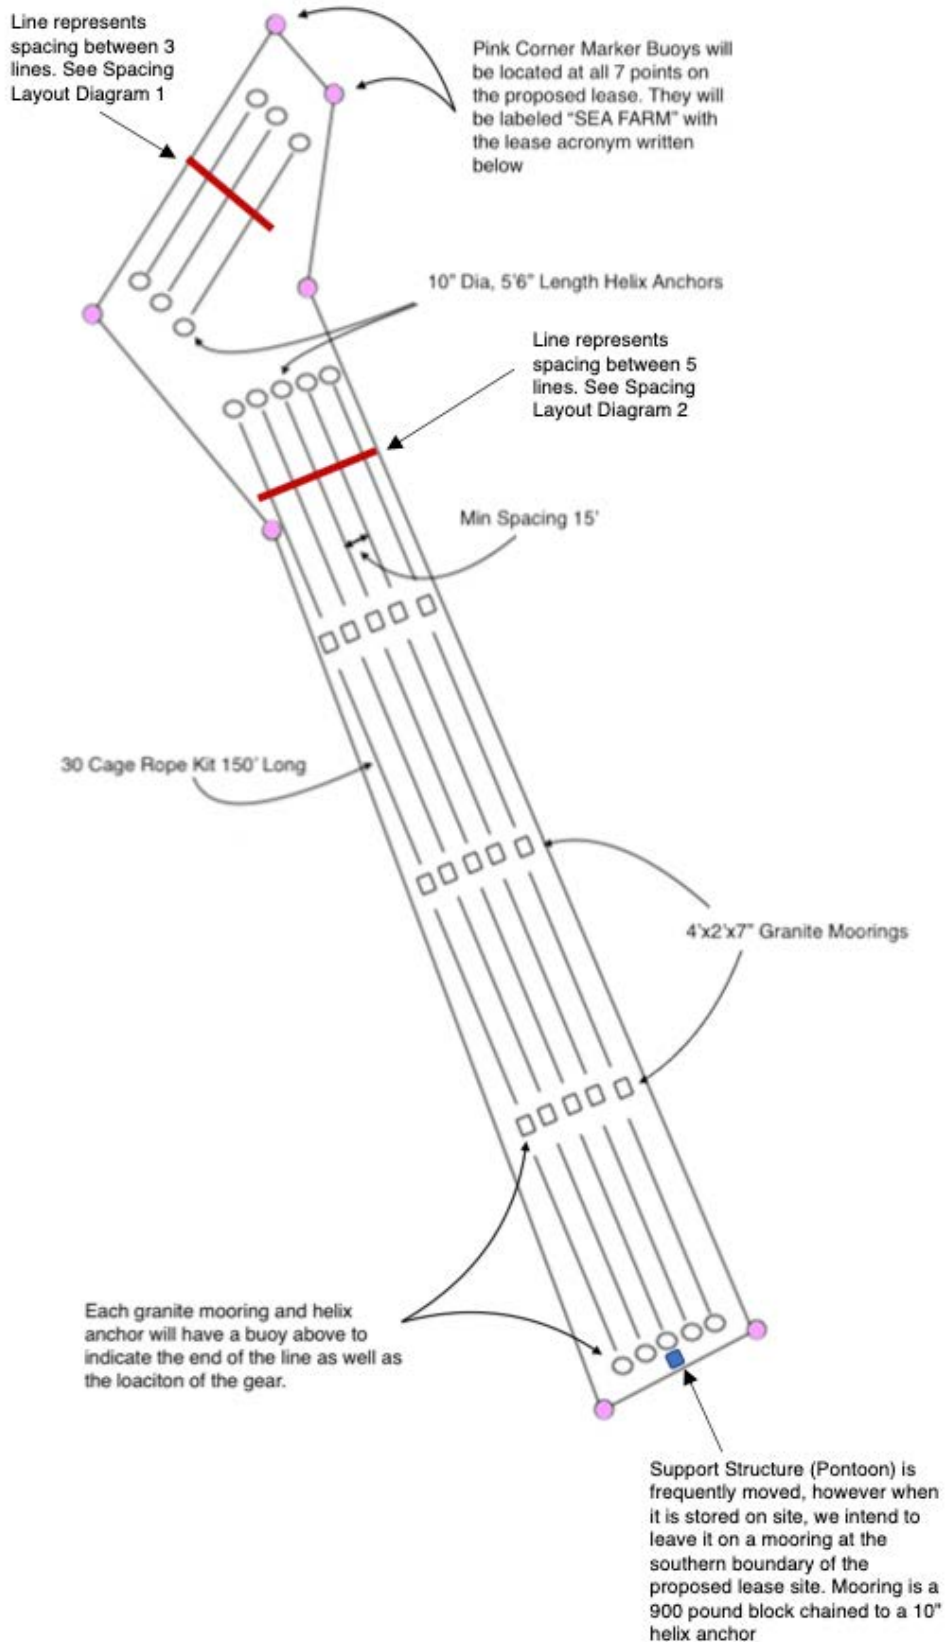 Line represents
spacing between 3
lines. See Spacing
Layout Diagram 1
Pink Corner Marker Buoys will
be located at all 7 points on
the proposed lease. They will
be labeled “SEA FARM” with
the lease acronym written
below
10" Dia, 5'6" Length Helix Anchors
Line represents
spacing between 5
lines. See Spacing
Layout Diagram 2
Min Spacing 15'
30 Cage Rope Kit 150' Long
4'x2'x7" Granite Moorings
Each granite mooring and helix
anchor will have a buoy above to
indicate the end of the line as well as
the loaciton of the gear.
Support Structure (Pontoon) is
frequently moved, however when
it is stored on site, we intend to
leave it on a mooring at the
southern boundary of the
proposed lease site. Mooring is a
900 pound block chained to a 10"
helix anchor